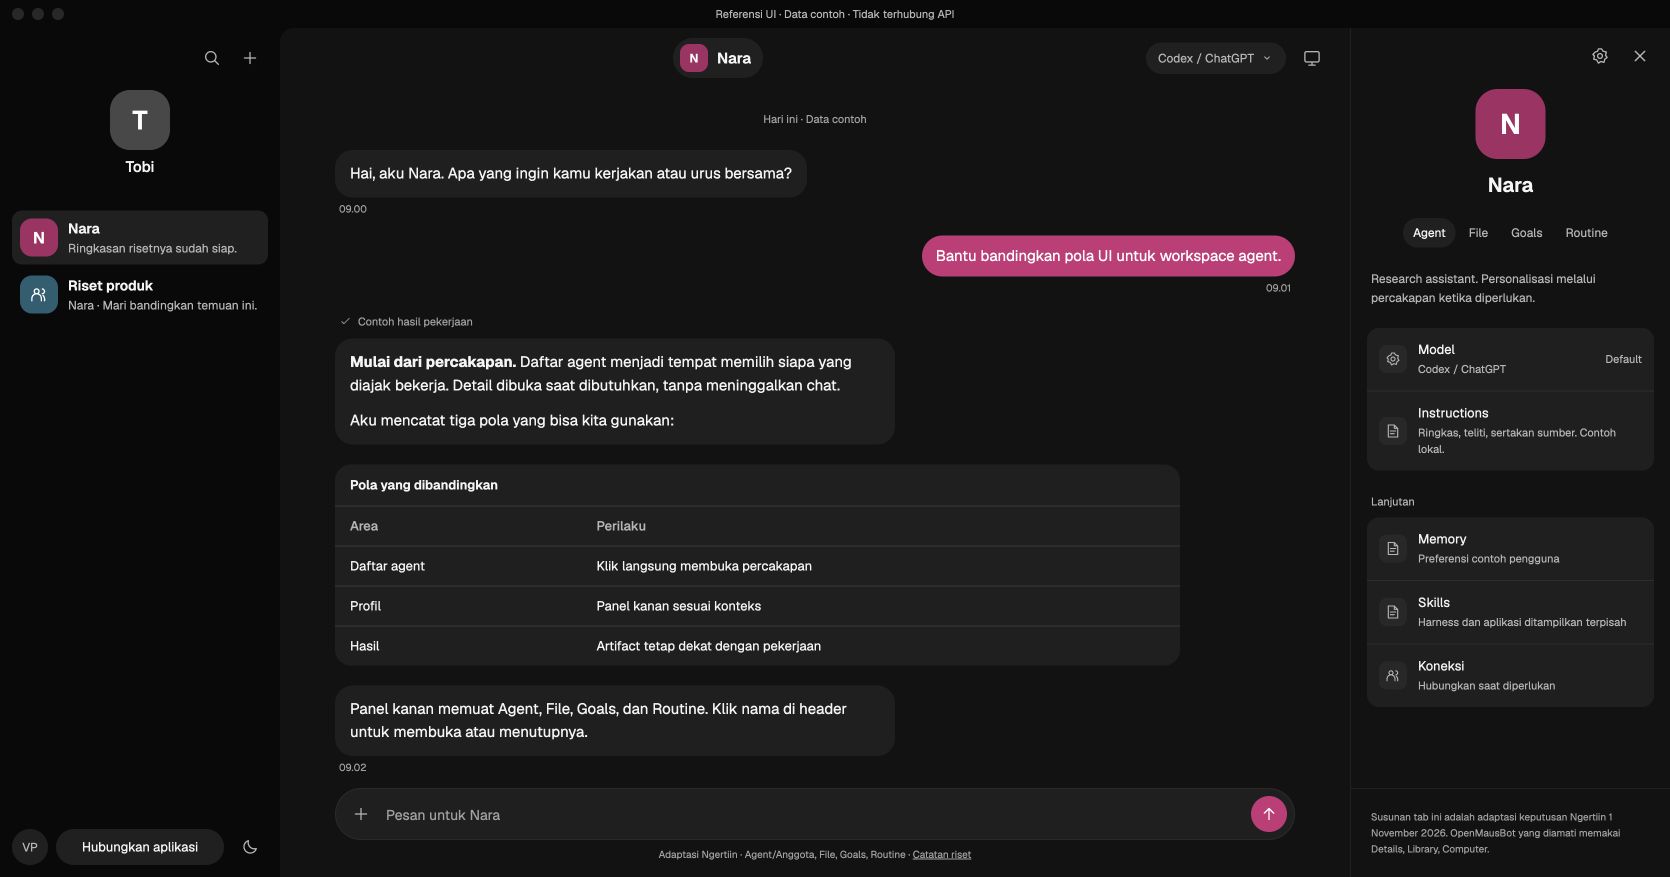 Referensi UI · Data contoh · Tidak terhubung API
T
Tobi
N
Nara
Ringkasan risetnya sudah siap.
Riset produk
Nara · Mari bandingkan temuan ini.
VP
Hubungkan aplikasi
N
Nara
Codex / ChatGPT
Hari ini · Data contoh
Hai, aku Nara. Apa yang ingin kamu kerjakan atau urus bersama?
09.00
Bantu bandingkan pola UI untuk workspace agent.
09.01
Contoh hasil pekerjaan
Mulai dari percakapan. Daftar agent menjadi tempat memilih siapa yang
diajak bekerja. Detail dibuka saat dibutuhkan, tanpa meninggalkan chat.
Aku mencatat tiga pola yang bisa kita gunakan:
Pola yang dibandingkan
Area Perilaku
Daftar agent Klik langsung membuka percakapan
Profil Panel kanan sesuai konteks
Hasil Artifact tetap dekat dengan pekerjaan
Panel kanan memuat Agent, File, Goals, dan Routine. Klik nama di header
untuk membuka atau menutupnya.
09.02
Pesan untuk Nara
Adaptasi Ngertiin · Agent/Anggota, File, Goals, Routine · Catatan riset
N
Nara
Agent File Goals Routine
Research assistant. Personalisasi melalui
percakapan ketika diperlukan.
Model
Codex / ChatGPT
Default
Instructions
Ringkas, teliti, sertakan sumber. Contoh
lokal.
Lanjutan
Memory
Preferensi contoh pengguna
Skills
Harness dan aplikasi ditampilkan terpisah
Koneksi
Hubungkan saat diperlukan
Susunan tab ini adalah adaptasi keputusan Ngertiin 1
November 2026. OpenMausBot yang diamati memakai
Details, Library, Computer.